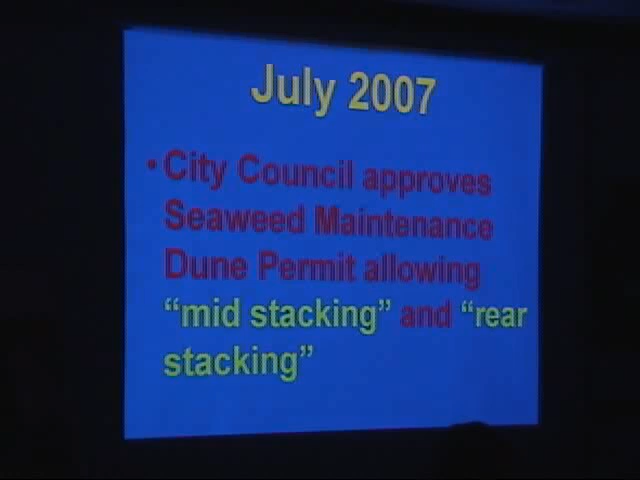 July 2007
• City Council approves
Seaweed Maintenance
Dune Permit allowing
“mid stacking” and “rear
stacking”